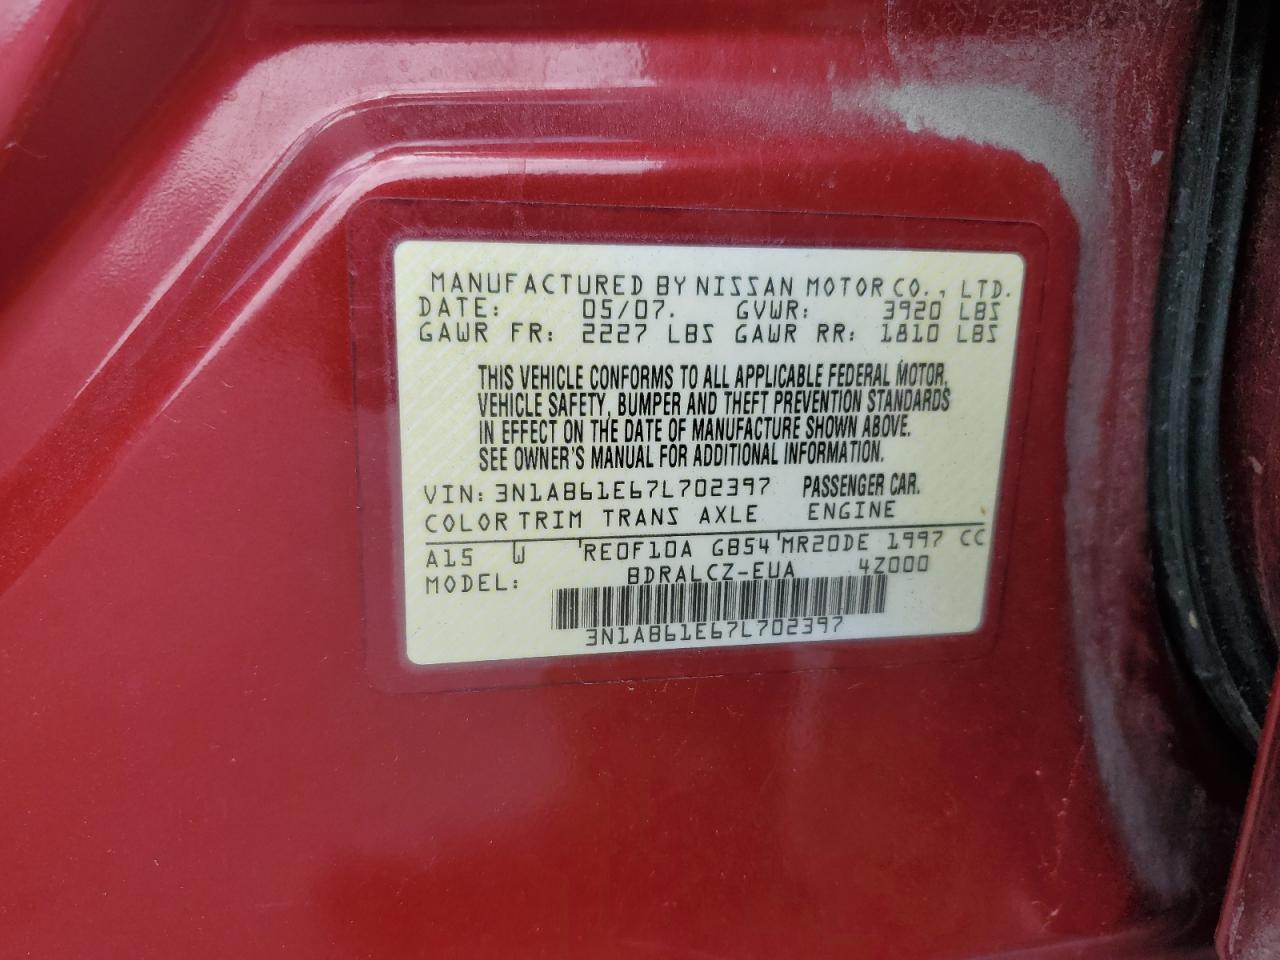 MANUFACTURED BY NISSAN MOTOR CO., LTD.
DATE: 05/07. GVWR: 3920 LBS
GAWR FR: 2227 LBS GAWR RR: 1810 LBS
THIS VEHICLE CONFORMS TO ALL APPLICABLE FEDERAL MOTOR,
VEHICLE SAFETY, BUMPER AND THEFT PREVENTION STANDARDS
IN EFFECT ON THE DATE OF MANUFACTURE SHOWN ABOVE.
SEE OWNER'S MANUAL FOR ADDITIONAL INFORMATION.
VIN: 3N1AB61E67L702397 PASSENGER CAR.
COLOR TRIM TRANS AXLE ENGINE
A15 W RE0F10A GB54 MR20DE 1997 CC
MODEL: BDRALCZ-EUA 4Z000
3N1AB61E67L702397